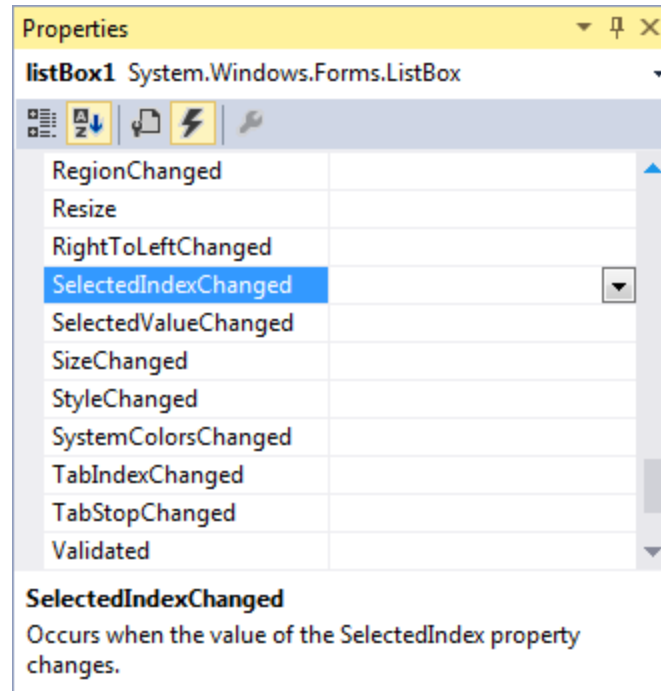 Properties
listBox1 System.Windows.Forms.ListBox
RegionChanged
Resize
RightToLeftChanged
SelectedIndexChanged
SelectedValueChanged
SizeChanged
StyleChanged
SystemColorsChanged
TabIndexChanged
TabStopChanged
Validated
SelectedIndexChanged
Occurs when the value of the SelectedIndex property
changes.